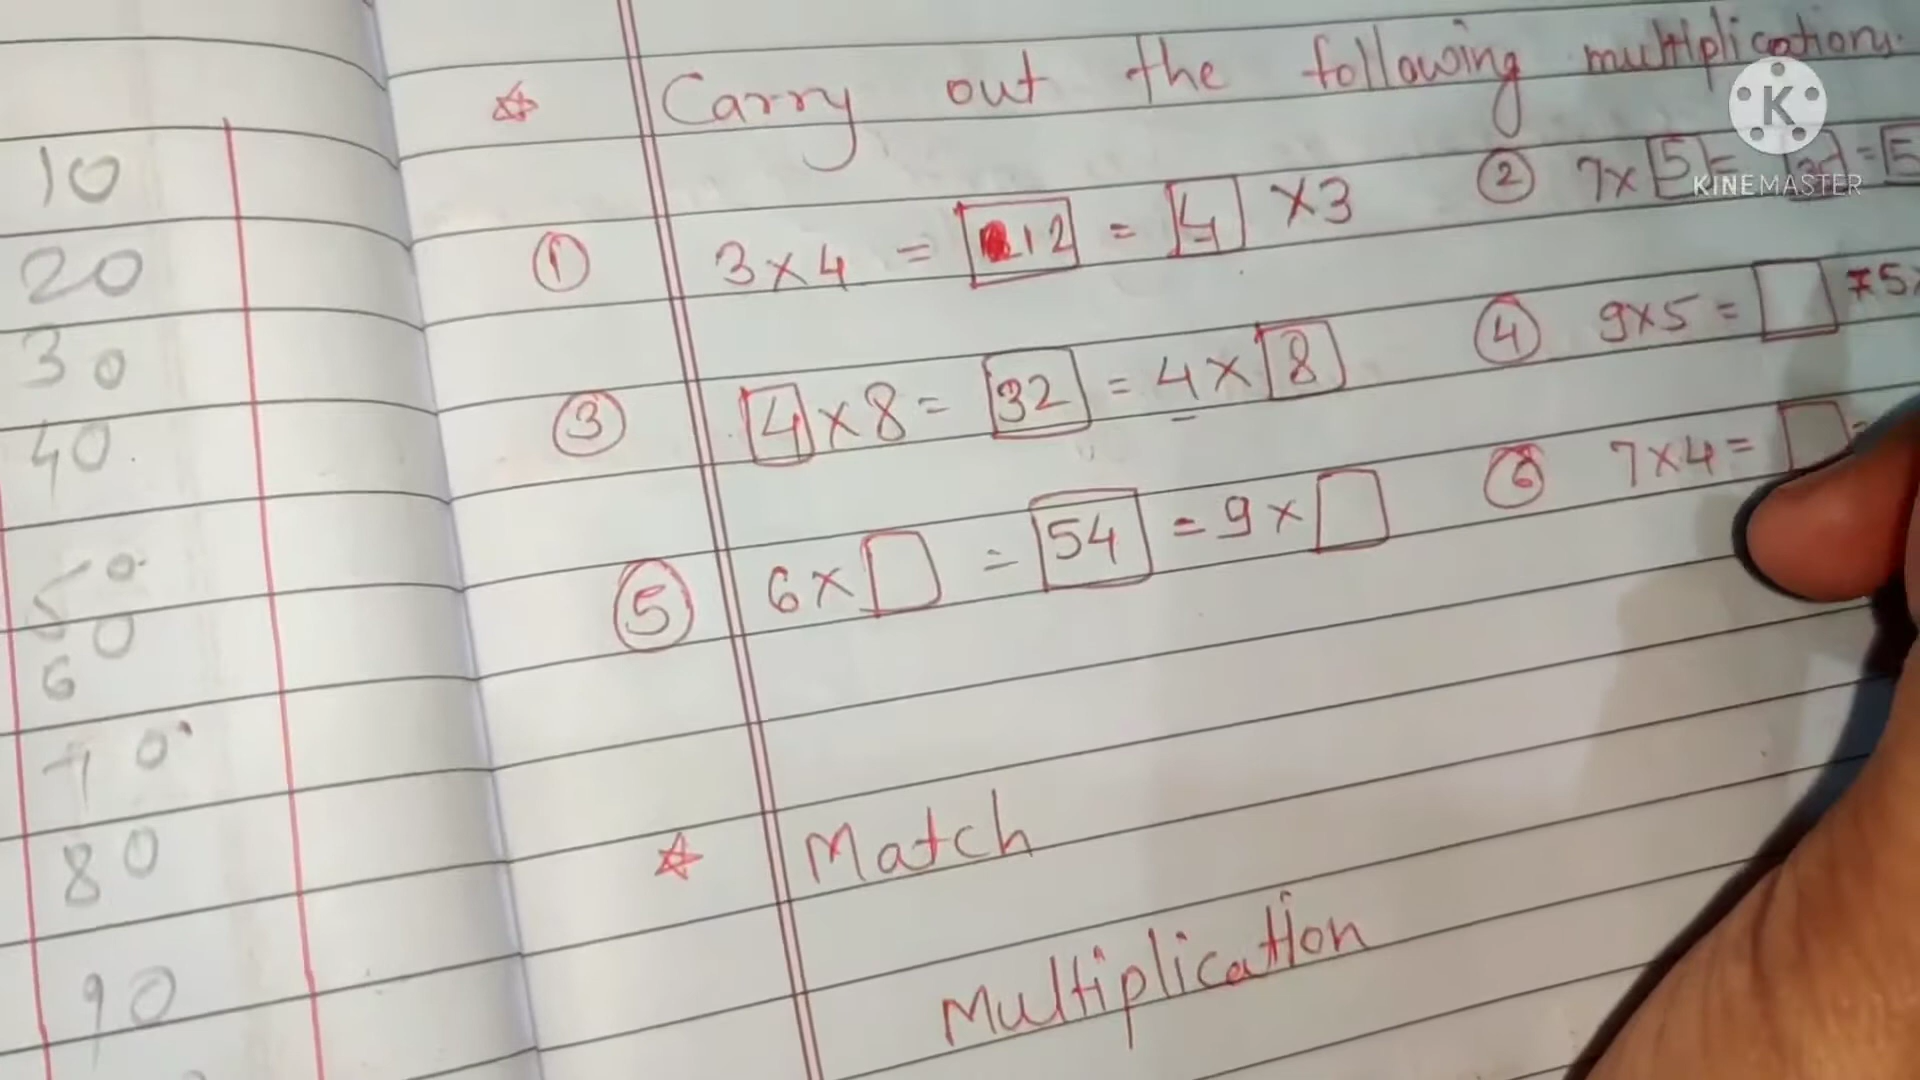 10
20
30
40
50
60
70
80
90
☆ Carry out the following multiplications.
① 3×4 = 12 = 4 ×3 ② 7× 5 = = 5
③ 4 ×8 = 32 = 4× 8 ④ 9×5 = □ 5×
⑤ 6× □ = 54 = 9× □ ⑥ 7×4 = □ =
☆ Match
Multiplication
K
KINEMASTER